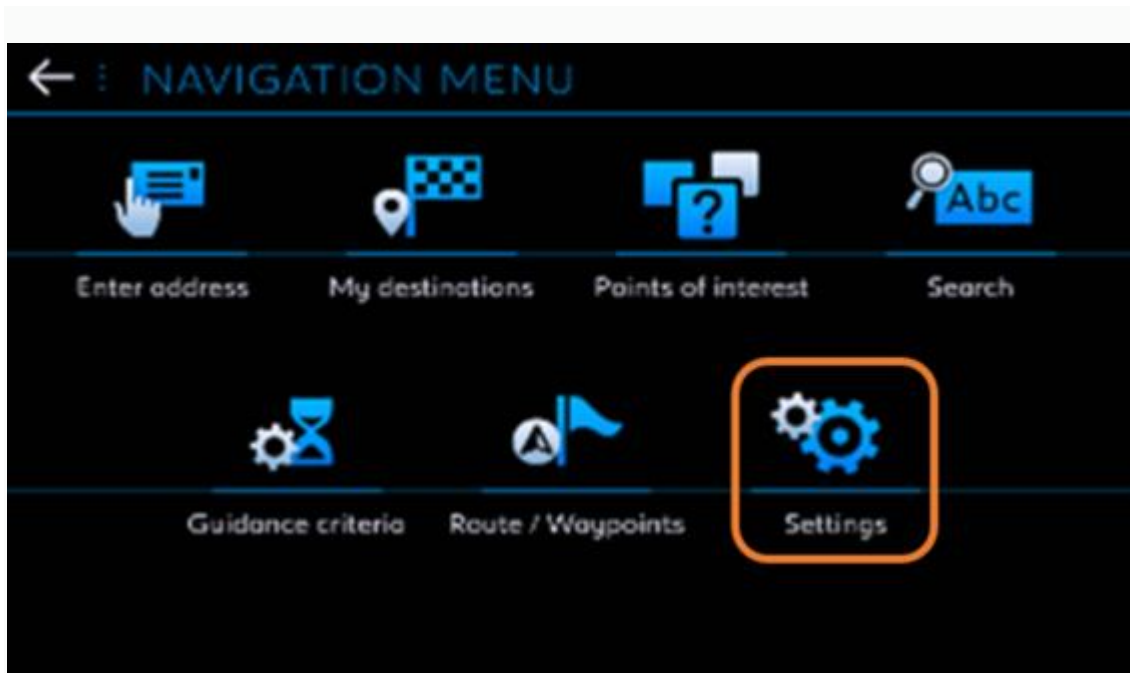 NAVIGATION MENU
Abc
?
Enter address My destinations Points of interest Search
Guidance criteria Route / Waypoints Settings